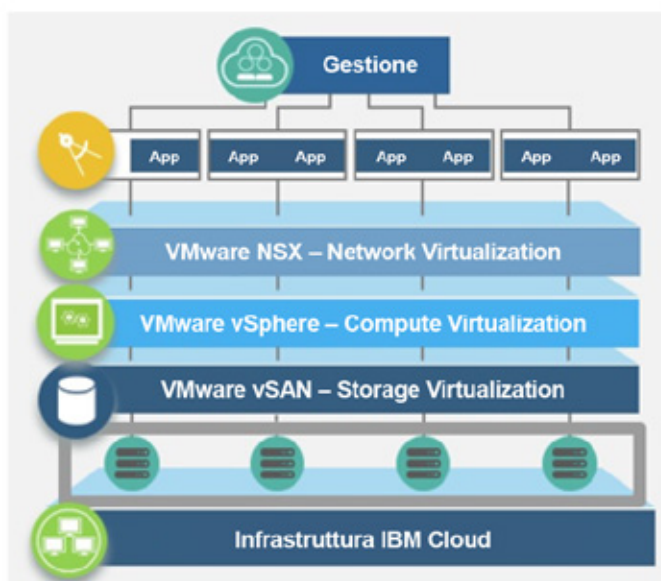 Gestione
App
App App
App App
App App
VMware NSX – Network Virtualization
VMware vSphere – Compute Virtualization
VMware vSAN – Storage Virtualization
Infrastruttura IBM Cloud